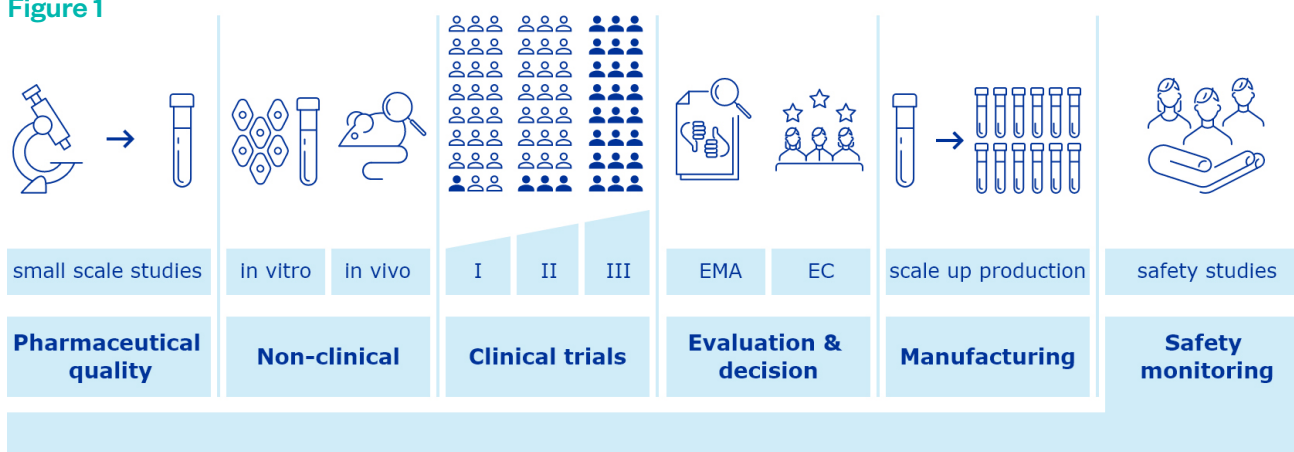 Figure 1
small scale studies
in vitro
in vivo
I
II
III
EMA
EC
scale up production
safety studies
Pharmaceutical
quality
Non-clinical
Clinical trials
Evaluation &
decision
Manufacturing
Safety
monitoring